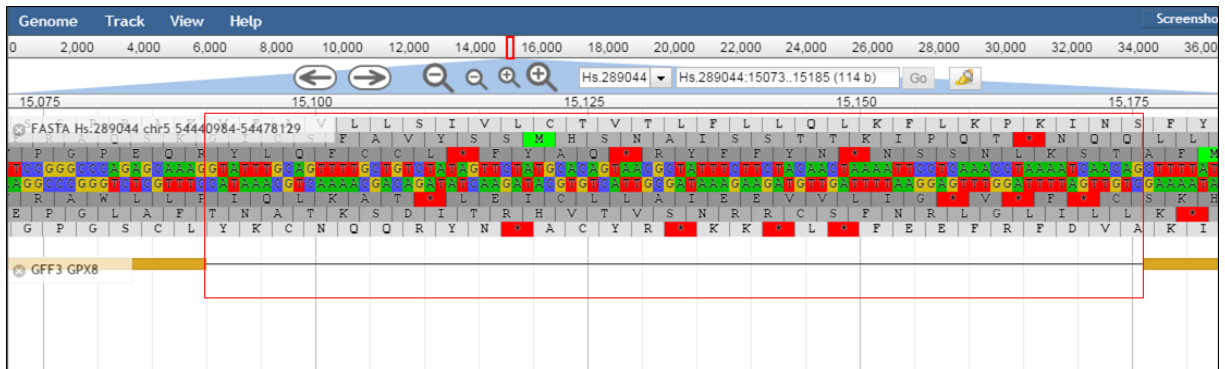 Genome Track View Help Screensho
0 2,000 4,000 6,000 8,000 10,000 12,000 14,000 16,000 18,000 20,000 22,000 24,000 26,000 28,000 30,000 32,000 34,000 36,00
Hs.289044 Hs.289044:15073..15185 (114 b) Go
15,075 15,100 15,125 15,150 15,175
FASTA Hs.289044 chr5 54440984-54478129
V L L S I V L C T V T L F L L Q L K F L K P K I N S F Y
F A V Y S S M H S N A I S S T T K I P Q T * N Q Q L L
P G P E Q R Y L Q F C C L * F Y A Q * R Y F F Y N * N S S N L K S T A F M
R A W L L P I Q L K A T * L E I C L L A I E E V V L I G * V * F * C S K H
E P G L A F T N A T K S D I T R H V T V S N R R C S F N R L G L I L L K *
G P G S C L Y K C N Q Q R Y N * A C Y R * K K * L * F E E F R F D V A K I
GFF3 GPX8